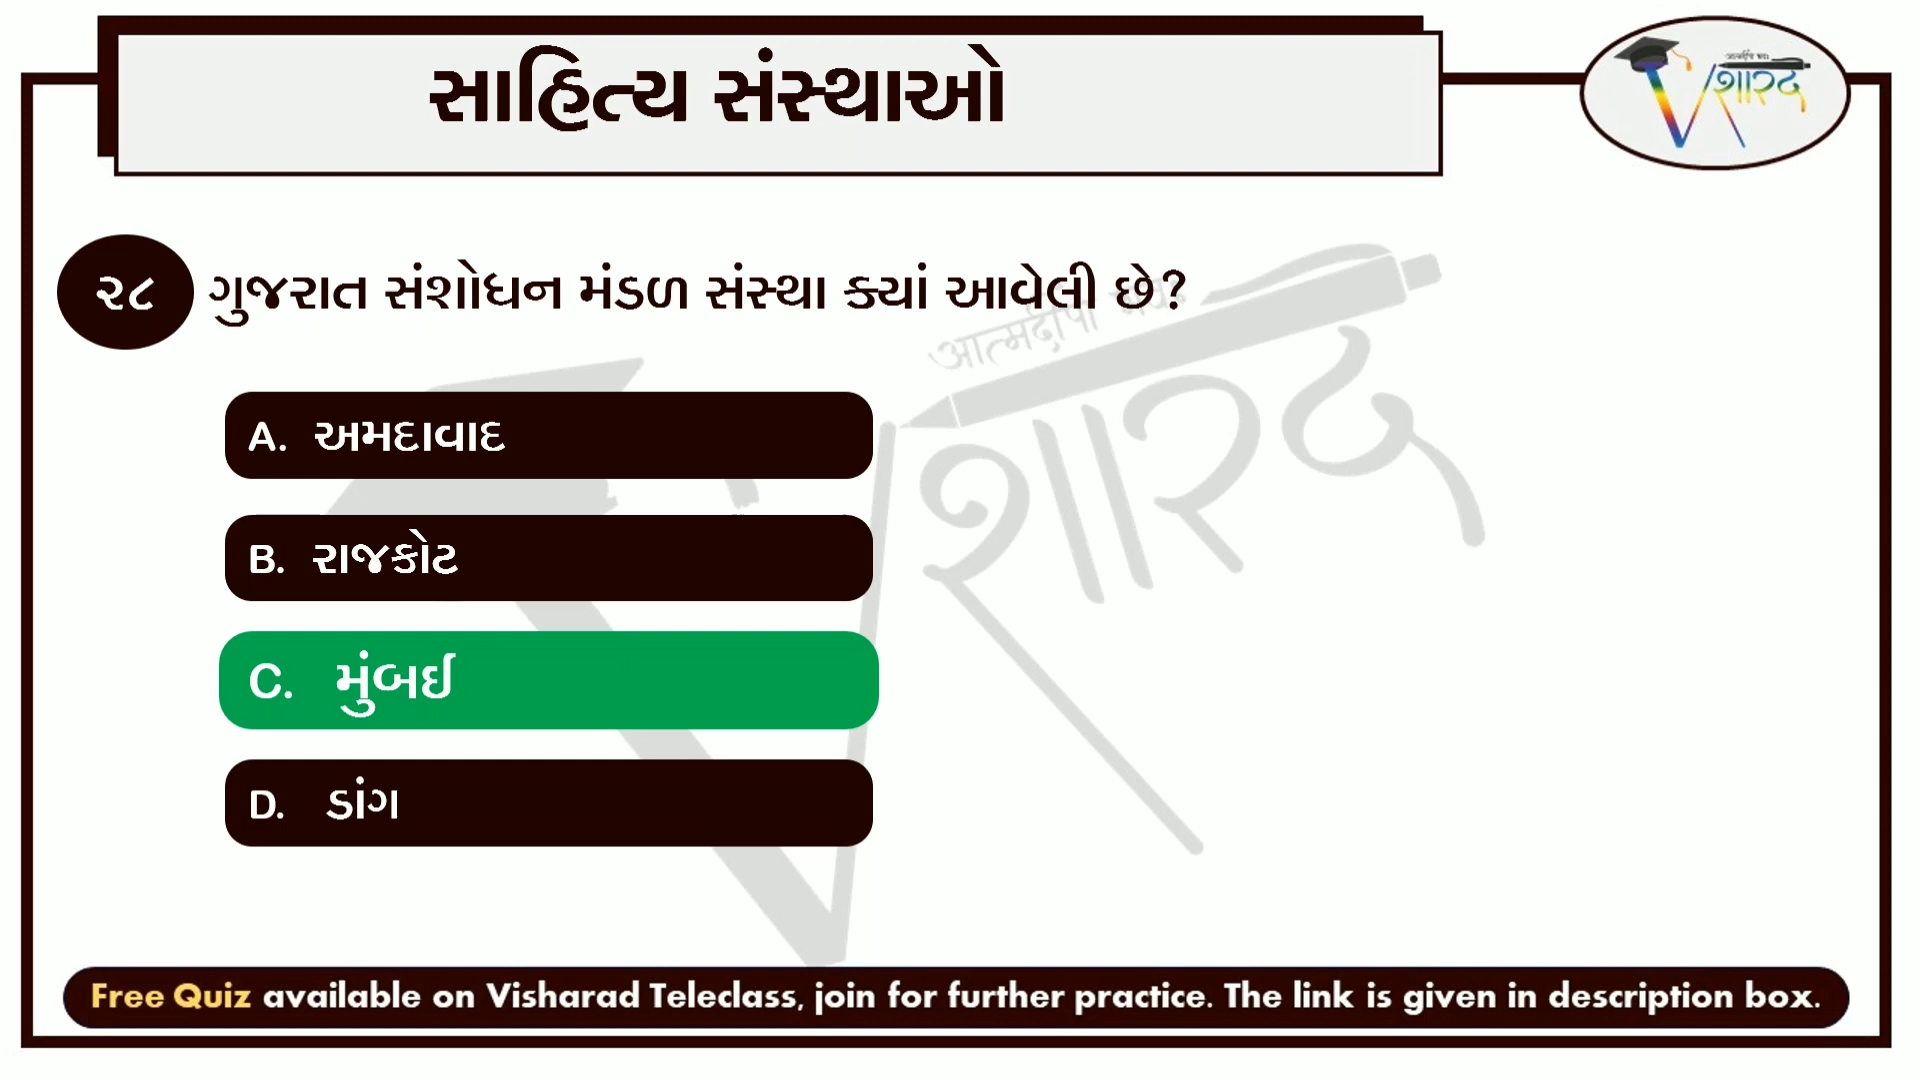 સાહિત્ય સંસ્થાઓ
શારદ
૨૮ ગુજરાત સંશોધન મંડળ સંસ્થા ક્યાં આવેલી છે?
A. અમદાવાદ
B. રાજકોટ
C. મુંબઈ
D. ડાંગ
Free Quiz available on Visharad Teleclass, join for further practice. The link is given in description box.